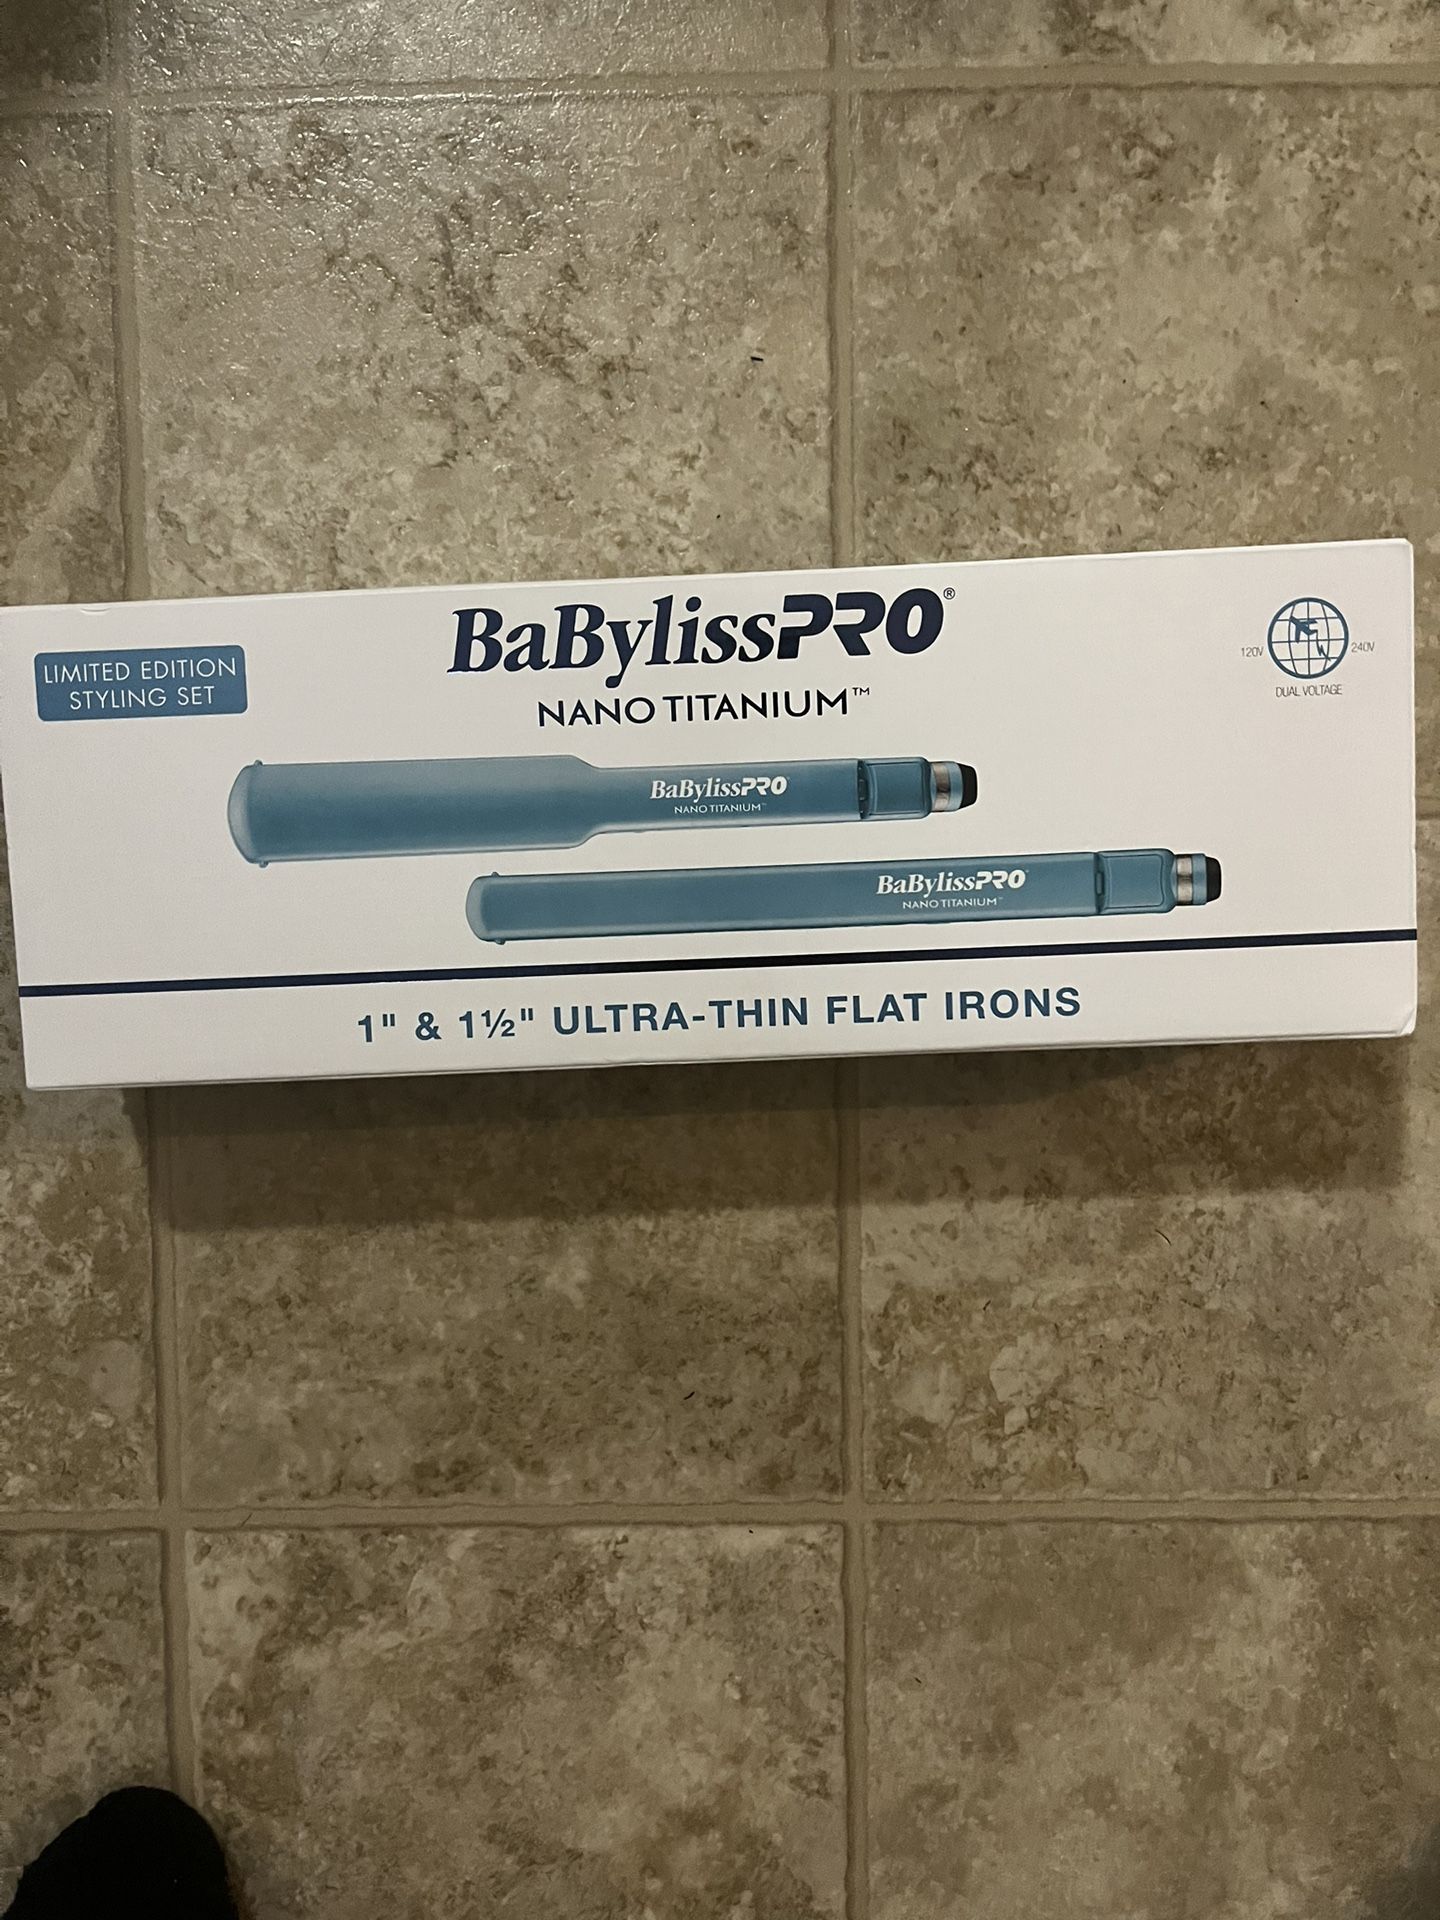 LIMITED EDITION
STYLING SET
BaBylissPRO®
NANO TITANIUM™
120V 240V
DUAL VOLTAGE
BaBylissPRO
NANO TITANIUM™
BaBylissPRO
NANO TITANIUM™
1" & 1½" ULTRA-THIN FLAT IRONS